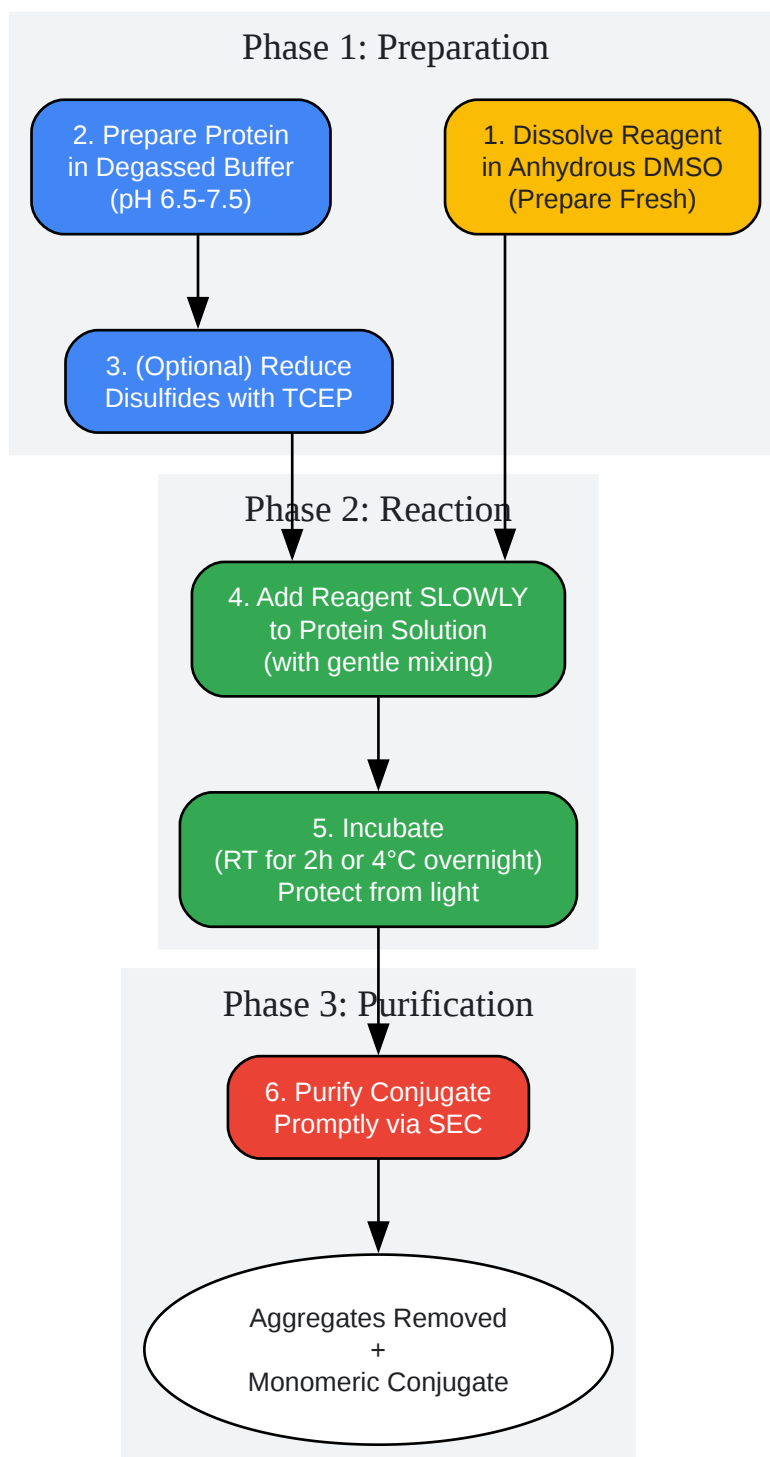 Phase 1: Preparation
2. Prepare Protein
in Degassed Buffer
(pH 6.5-7.5)
1. Dissolve Reagent
in Anhydrous DMSO
(Prepare Fresh)
3. (Optional) Reduce
Disulfides with TCEP
Phase 2: Reaction
4. Add Reagent SLOWLY
to Protein Solution
(with gentle mixing)
5. Incubate
(RT for 2h or 4°C overnight)
Protect from light
Phase 3: Purification
6. Purify Conjugate
Promptly via SEC
Aggregates Removed
+
Monomeric Conjugate